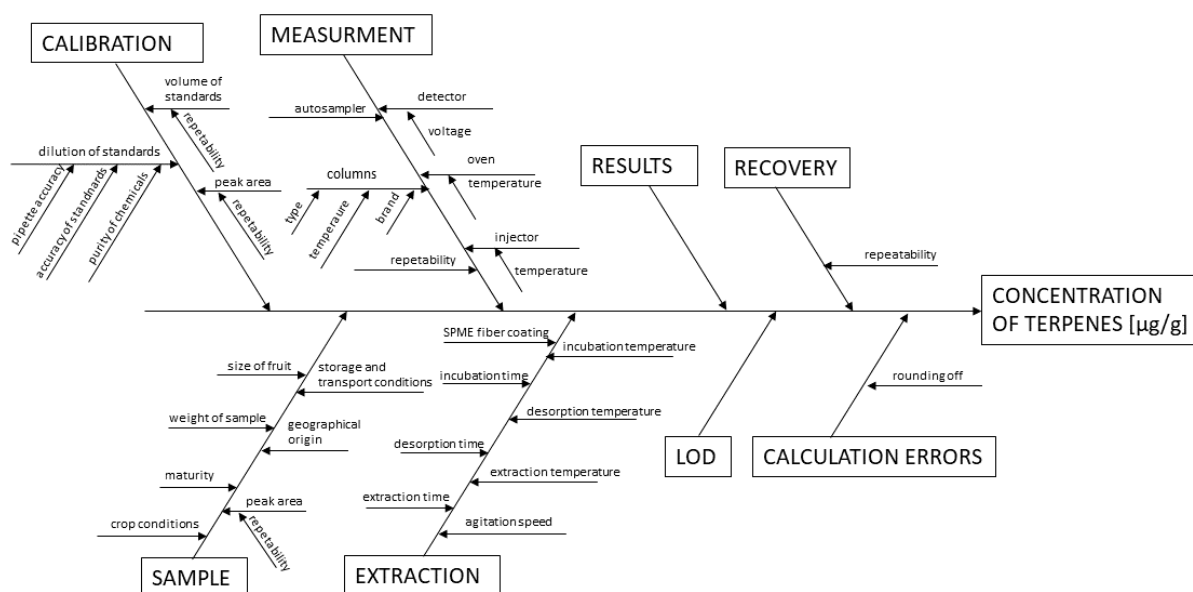 CALIBRATION
MEASURMENT
volume of
standards
repetability
dilution of standards
pipette accuracy
accuracy of standnards
purity of chemicals
peak area
repetability
autosampler
detector
voltage
oven
temperature
columns
type
temperaure
brand
injector
temperature
repetability
RESULTS
RECOVERY
repeatability
CONCENTRATION
OF TERPENES [µg/g]
size of fruit
storage and
transport conditions
weight of sample
geographical
origin
maturity
peak area
repetability
crop conditions
SAMPLE
SPME fiber coating
incubation temperature
incubation time
desorption temperature
desorption time
extraction temperature
extraction time
agitation speed
EXTRACTION
LOD
rounding off
CALCULATION ERRORS